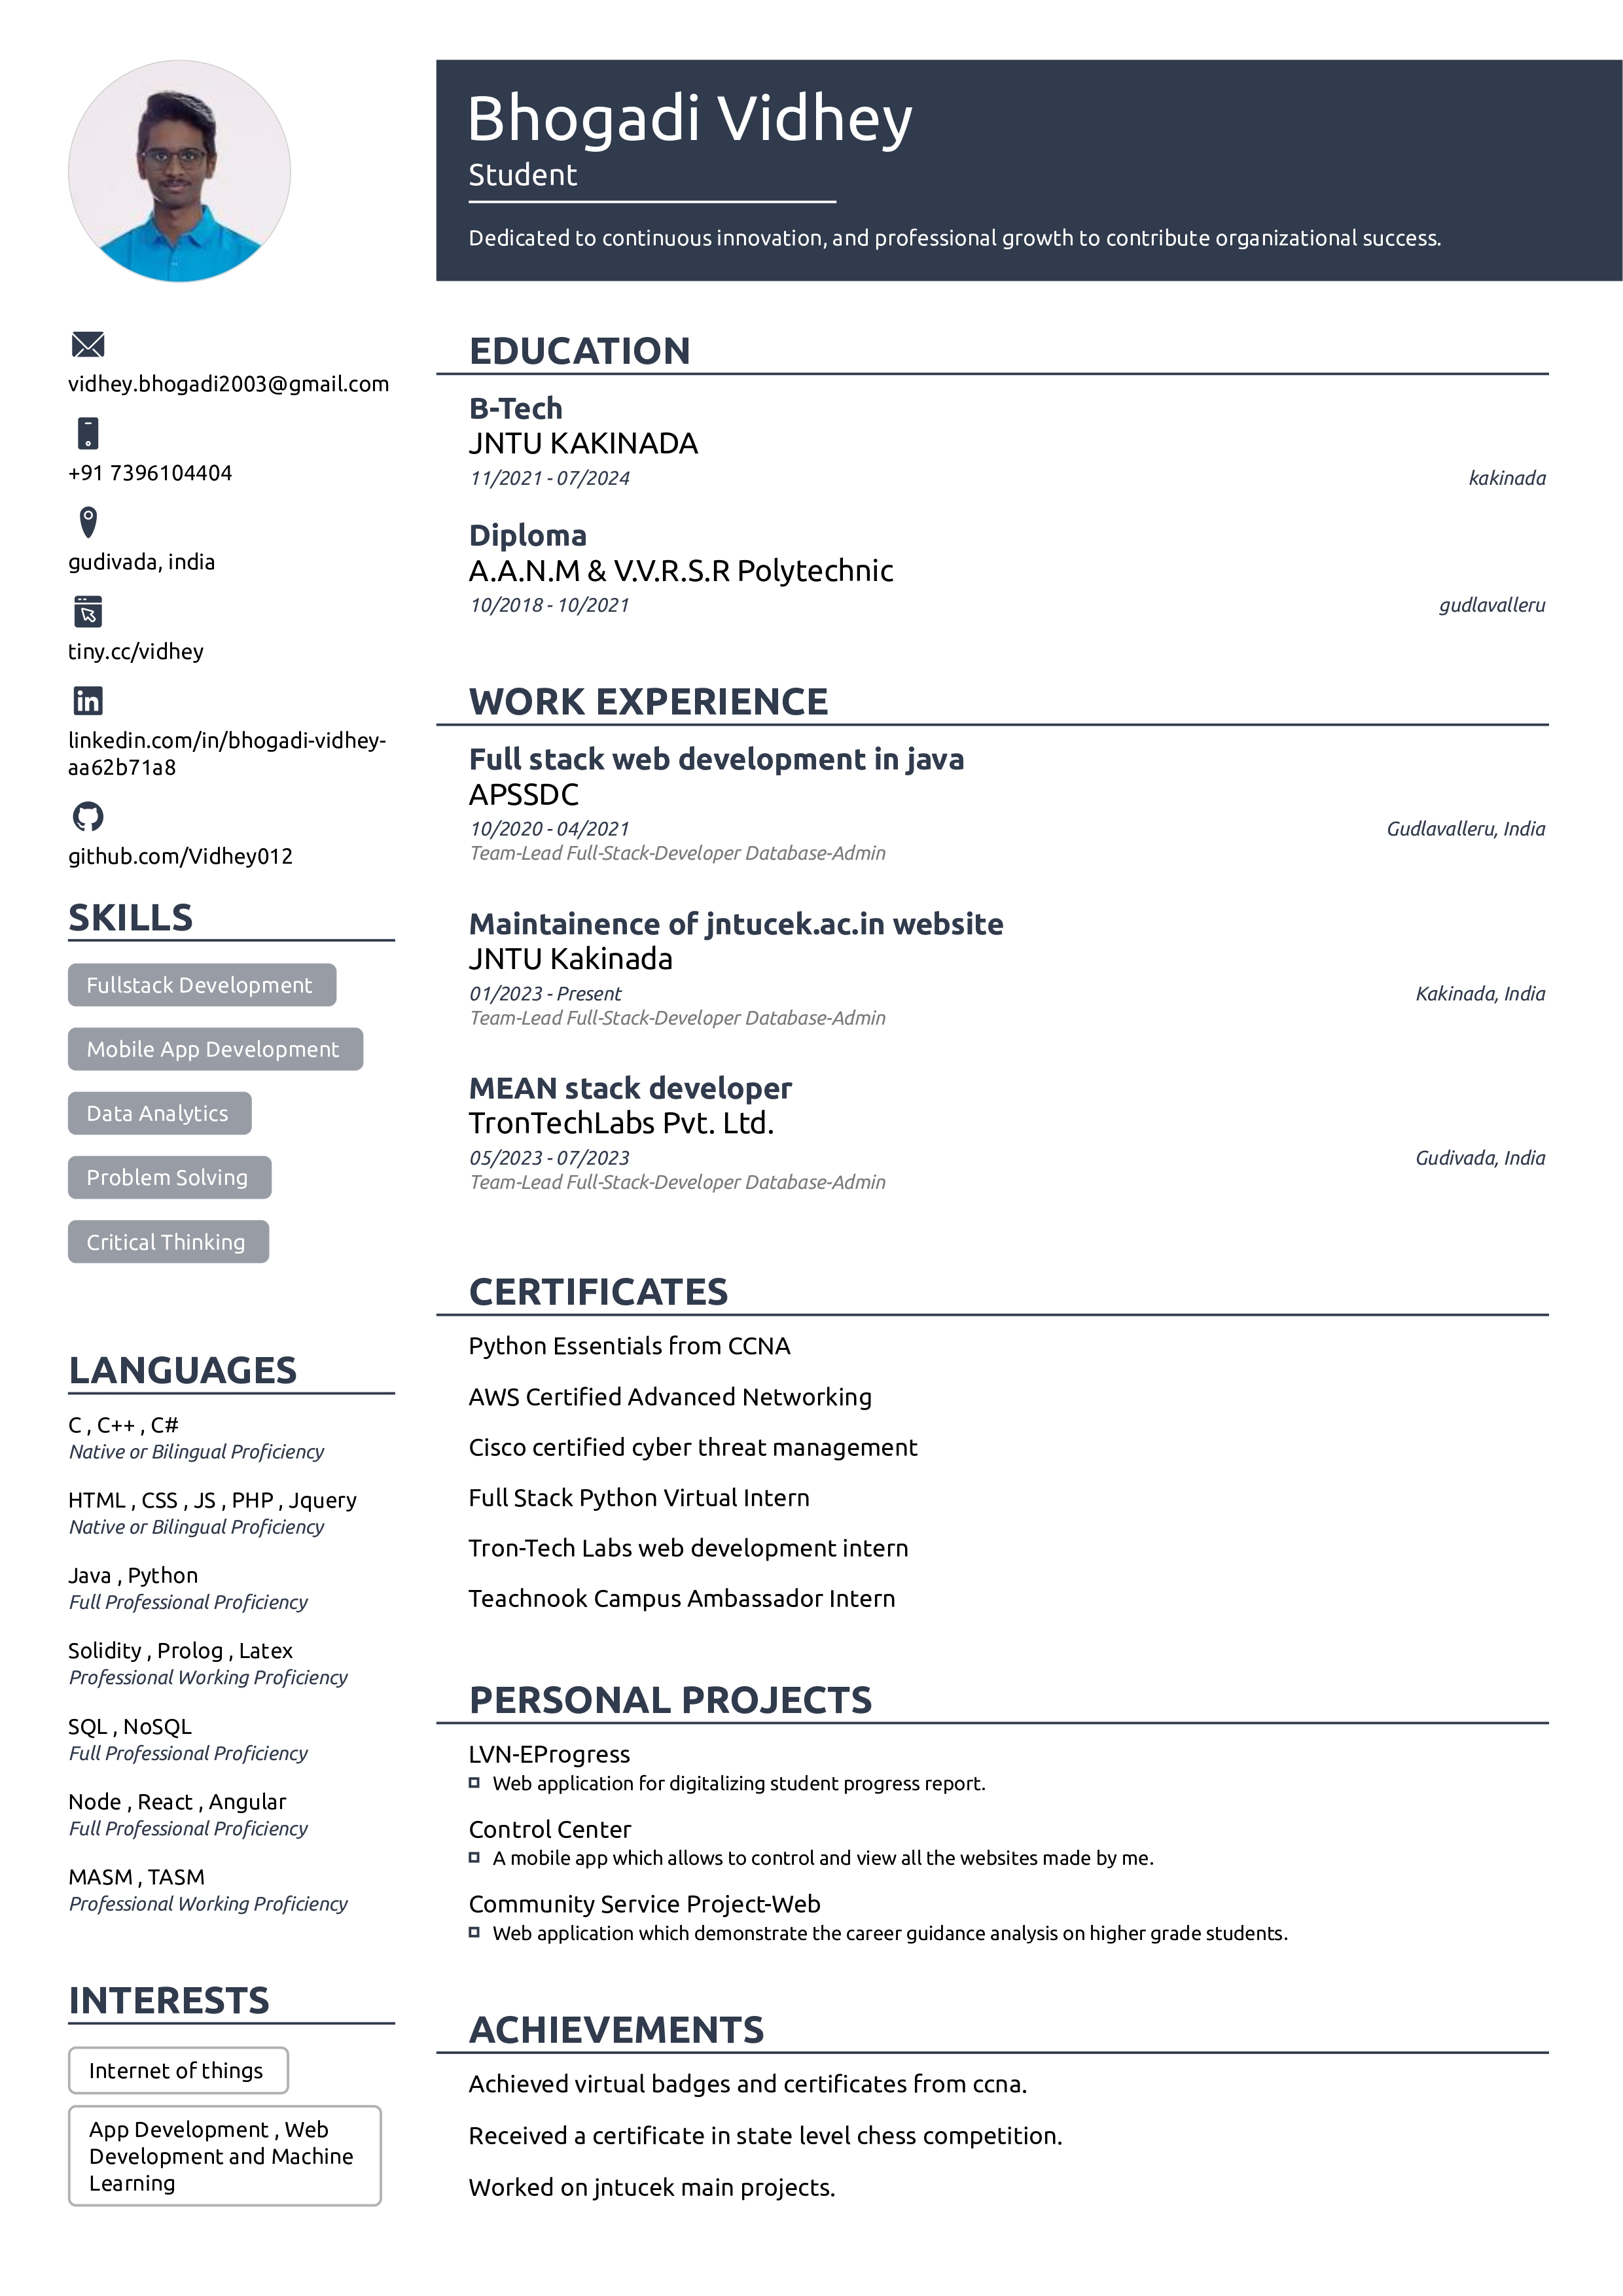 Bhogadi Vidhey
Student
Dedicated to continuous innovation, and professional growth to contribute organizational success.
vidhey.bhogadi2003@gmail.com
+91 7396104404
gudivada, india
tiny.cc/vidhey
linkedin.com/in/bhogadi-vidhey-
aa62b71a8
github.com/Vidhey012
SKILLS
Fullstack Development
Mobile App Development
Data Analytics
Problem Solving
Critical Thinking
LANGUAGES
C , C++ , C#
Native or Bilingual Proficiency
HTML , CSS , JS , PHP , Jquery
Native or Bilingual Proficiency
Java , Python
Full Professional Proficiency
Solidity , Prolog , Latex
Professional Working Proficiency
SQL , NoSQL
Full Professional Proficiency
Node , React , Angular
Full Professional Proficiency
MASM , TASM
Professional Working Proficiency
INTERESTS
Internet of things
App Development , Web
Development and Machine
Learning
EDUCATION
B-Tech
JNTU KAKINADA
11/2021 - 07/2024 kakinada
Diploma
A.A.N.M & V.V.R.S.R Polytechnic
10/2018 - 10/2021 gudlavalleru
WORK EXPERIENCE
Full stack web development in java
APSSDC
10/2020 - 04/2021 Gudlavalleru, India
Team-Lead Full-Stack-Developer Database-Admin
Maintainence of jntucek.ac.in website
JNTU Kakinada
01/2023 - Present Kakinada, India
Team-Lead Full-Stack-Developer Database-Admin
MEAN stack developer
TronTechLabs Pvt. Ltd.
05/2023 - 07/2023 Gudivada, India
Team-Lead Full-Stack-Developer Database-Admin
CERTIFICATES
Python Essentials from CCNA
AWS Certified Advanced Networking
Cisco certified cyber threat management
Full Stack Python Virtual Intern
Tron-Tech Labs web development intern
Teachnook Campus Ambassador Intern
PERSONAL PROJECTS
LVN-EProgress
Web application for digitalizing student progress report.
Control Center
A mobile app which allows to control and view all the websites made by me.
Community Service Project-Web
Web application which demonstrate the career guidance analysis on higher grade students.
ACHIEVEMENTS
Achieved virtual badges and certificates from ccna.
Received a certificate in state level chess competition.
Worked on jntucek main projects.